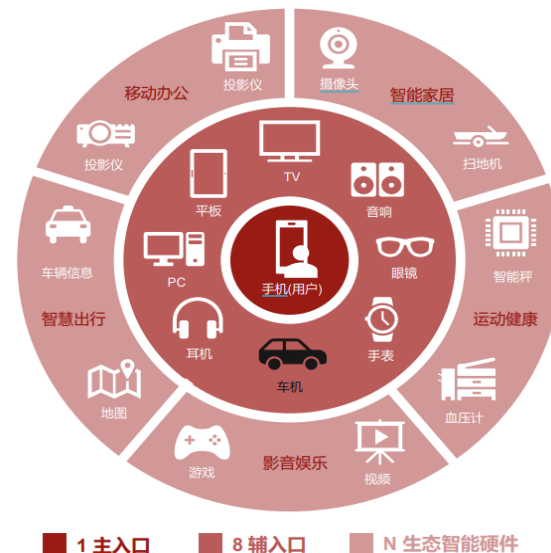 投影仪
摄像头
移动办公
智能家居
投影仪
扫地机
TV
平板
音响
车辆信息
PC
手机(用户)
眼镜
智能秤
智慧出行
运动健康
耳机
手表
车机
地图
血压计
游戏
影音娱乐
视频
1 主入口
8 辅入口
N 生态智能硬件